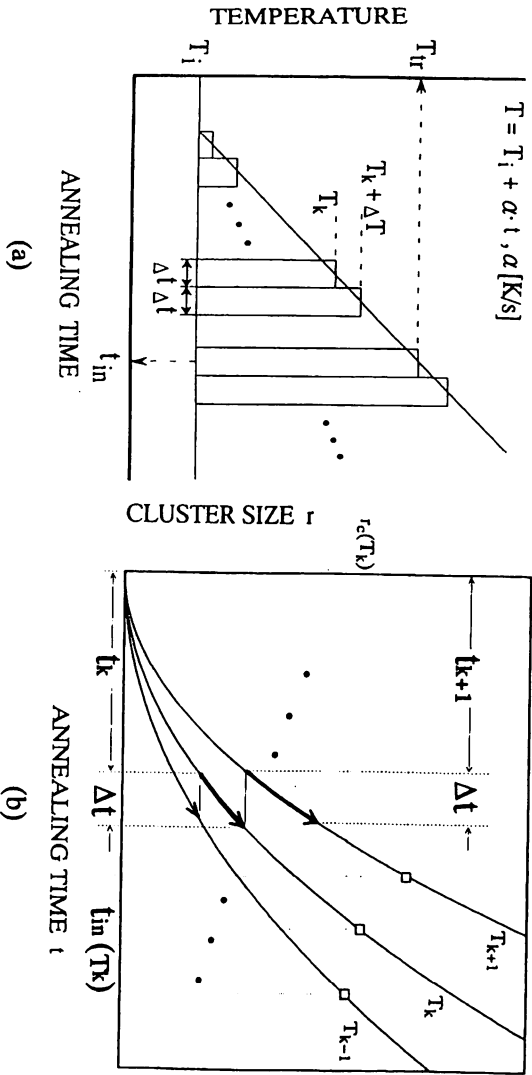 TEMPERATURE
T = T_i + α·t , α [K/s]
T_tr
T_k + ΔT
T_k
T_i
Δt Δt
t_in
ANNEALING TIME
(a)
CLUSTER SIZE r
r_c(T_k)
t_k+1 Δt
T_k+1
T_k
T_k-1
t_k Δt t_in (T_k)
ANNEALING TIME t
(b)